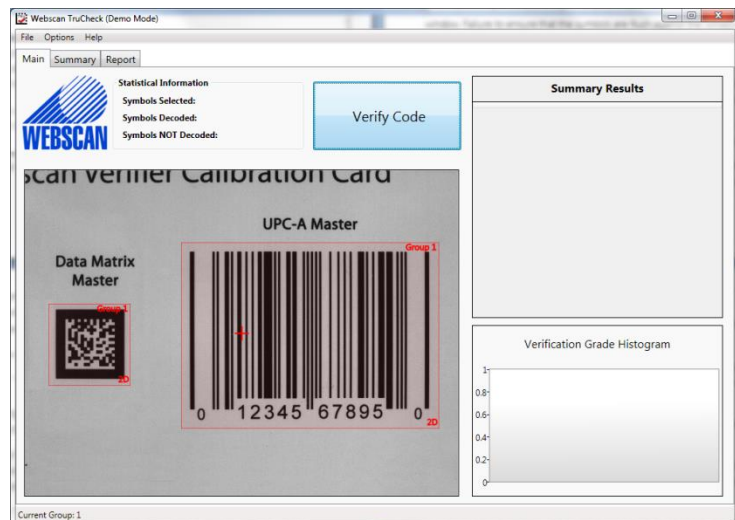 Webscan TruCheck (Demo Mode)
File Options Help
Main Summary Report
WEBSCAN
Statistical Information
Symbols Selected:
Symbols Decoded:
Symbols NOT Decoded:
Verify Code
Summary Results
scan Verifier Calibration Card
UPC-A Master
Group 1
Data Matrix
Master
Group 1
2D
0 12345 67895 0
2D
Verification Grade Histogram
1
0.8
0.6
0.4
0.2
0
Current Group: 1